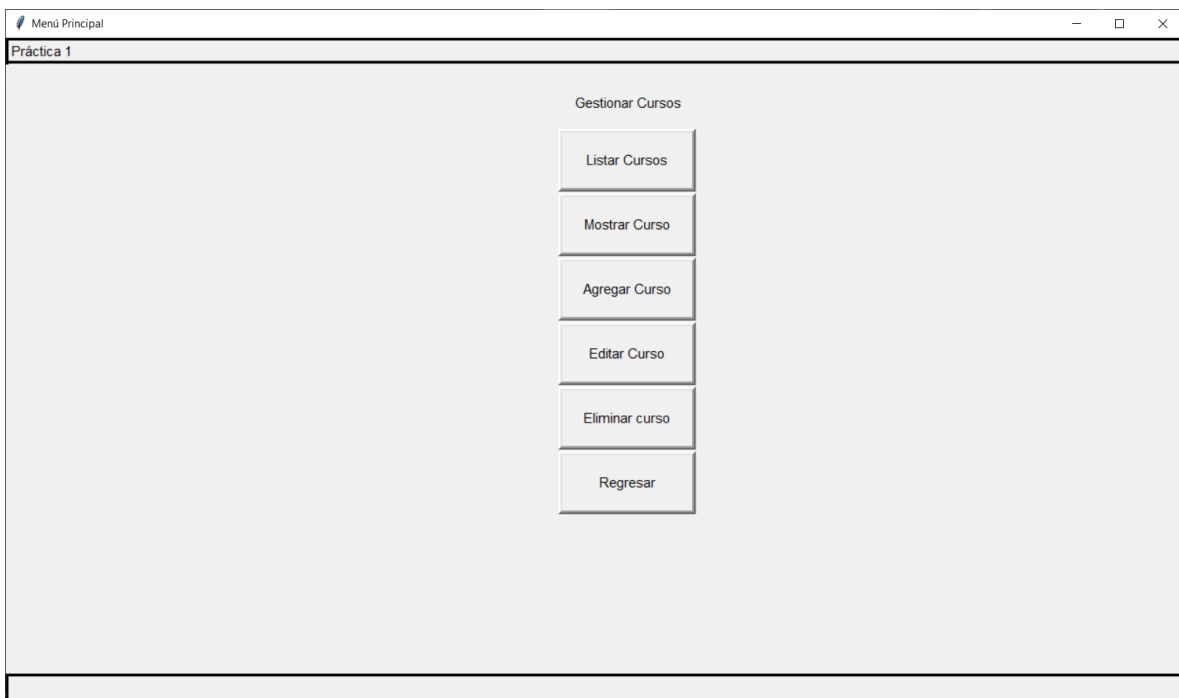 Menú Principal
Práctica 1
Gestionar Cursos
Listar Cursos
Mostrar Curso
Agregar Curso
Editar Curso
Eliminar curso
Regresar